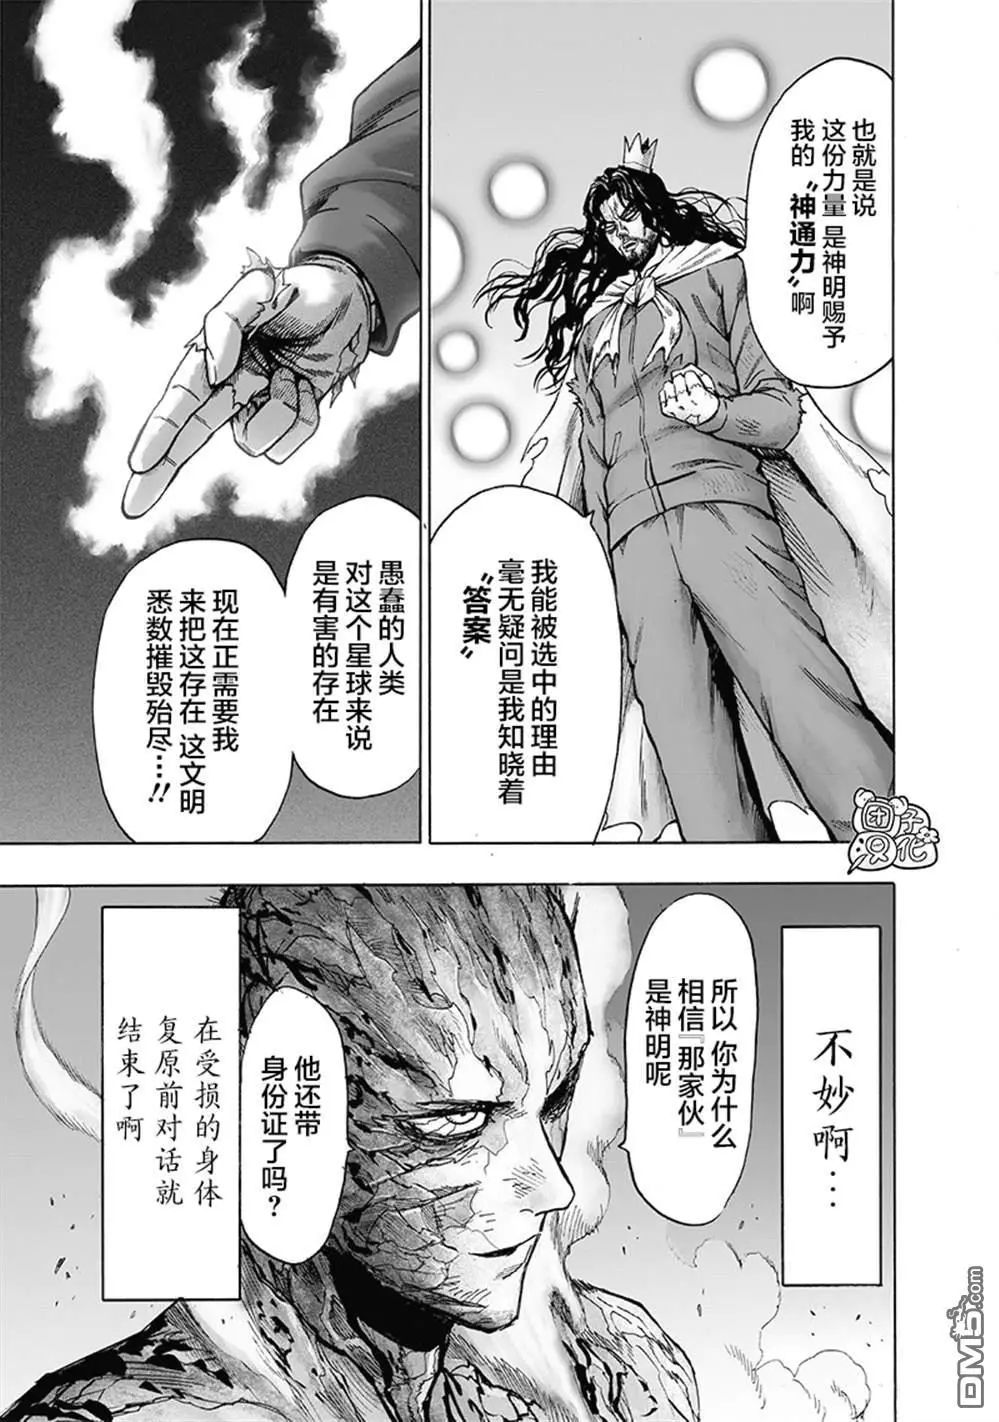 也就是说
这份力量 是神明赐予
我的〝神通力〞啊
我能被选中的理由
毫无疑问是我知晓着
〝答案〞
愚蠢的人类
对这个星球来说
是有害的存在
现在正需要我
来把这存在 这文明
悉数摧毁殆尽…!!
团子汉化
不妙啊…
所以 你为什么
相信『那家伙』
是神明呢
他还带
身份证了吗?
在受损的身体
复原前对话就
结束了啊
DM5.com